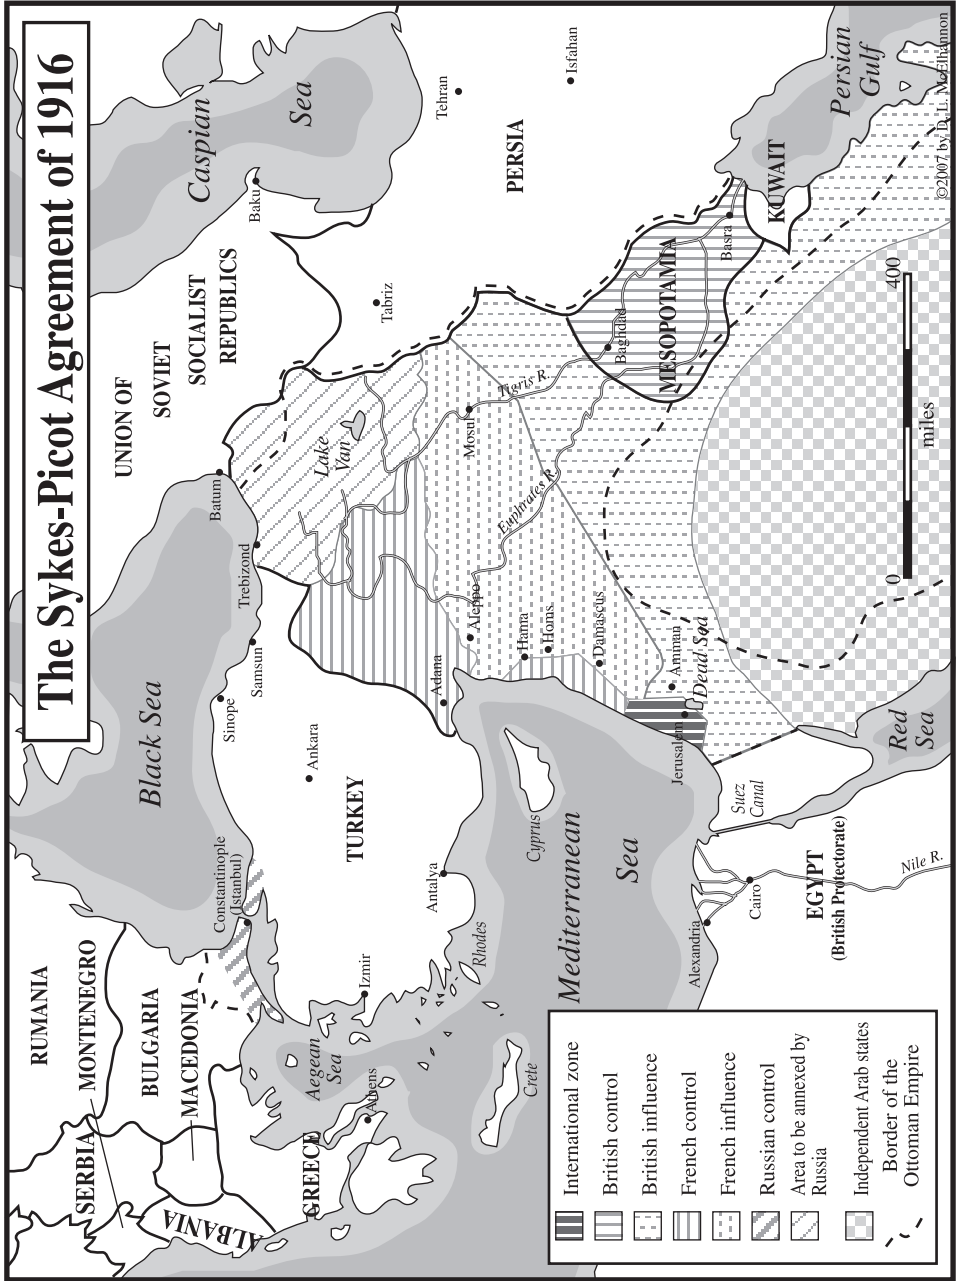 The Sykes-Picot Agreement of 1916
RUMANIA
MONTENEGRO
SERBIA
BULGARIA
MACEDONIA
ALBANIA
GREECE
Black Sea
UNION OF
SOVIET
SOCIALIST
REPUBLICS
Caspian
Sea
Baku
Batum
Trebizond
Samsun
Sinope
Constantinople
(Istanbul)
Ankara
TURKEY
Izmir
Antalya
Adana
Aegean
Sea
Athens
Rhodes
Crete
Cyprus
Mediterranean
Sea
Lake
Van
Tabriz
Tehran
Isfahan
PERSIA
Mosul
Tigris R.
Euphrates R.
Aleppo
Hama
Homs
Damascus
Amman
Dead Sea
Jerusalem
Baghdad
MESOPOTAMIA
Basra
KUWAIT
Persian
Gulf
Suez
Canal
Alexandria
Cairo
EGYPT
(British Protectorate)
Nile R.
Red
Sea
0
400
miles
International zone
British control
British influence
French control
French influence
Russian control
Area to be annexed by
Russia
Independent Arab states
Border of the
Ottoman Empire
©2007 by D. L. McElhannon